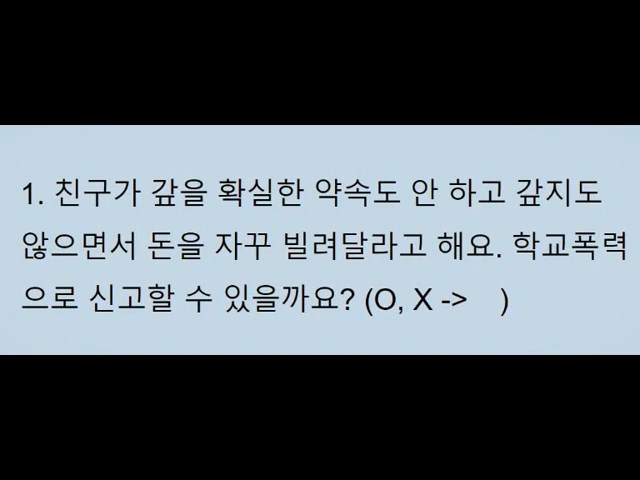 1. 친구가 갚을 확실한 약속도 안 하고 갚지도
않으면서 돈을 자꾸 빌려달라고 해요. 학교폭력
으로 신고할 수 있을까요? (O, X -> )